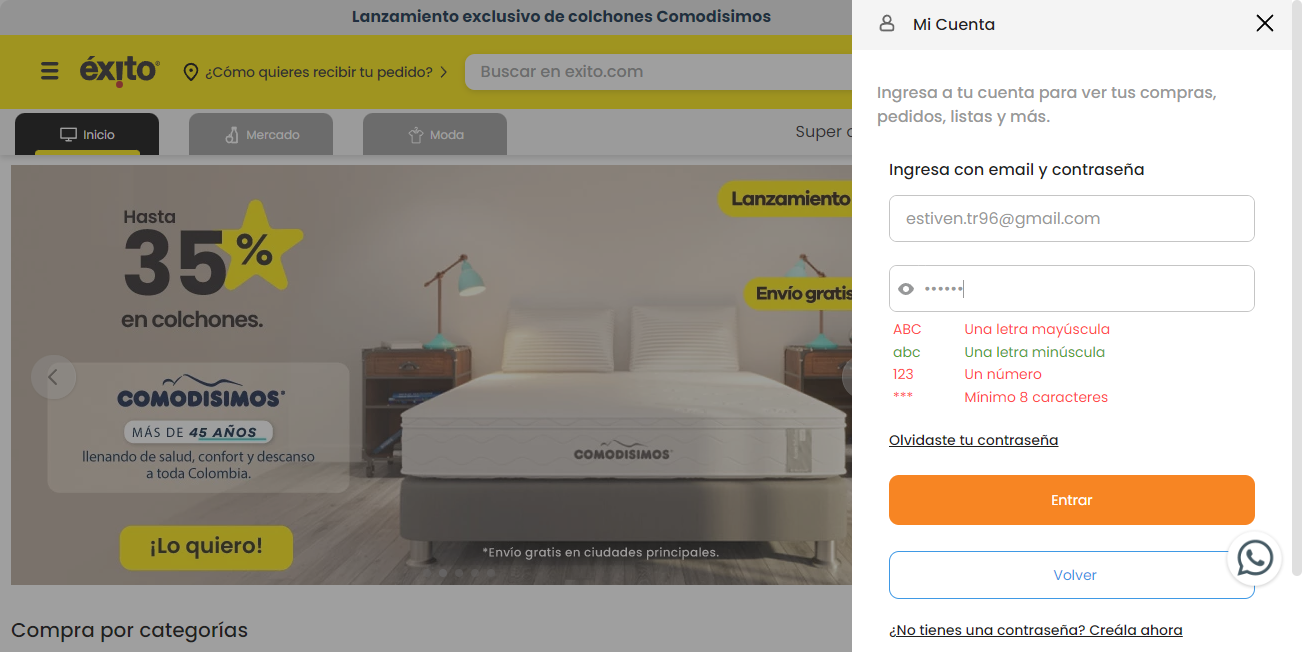 Lanzamiento exclusivo de colchones Comodisimos
éxito
¿Cómo quieres recibir tu pedido?
Buscar en exito.com
Inicio
Mercado
Moda
Super
Hasta
35%
en colchones.
COMODISIMOS
MÁS DE 45 AÑOS
llenando de salud, confort y descanso
a toda Colombia.
¡Lo quiero!
Lanzamiento
Envío gratis
COMODISIMOS
*Envío gratis en ciudades principales.
Compra por categorías
Mi Cuenta
Ingresa a tu cuenta para ver tus compras,
pedidos, listas y más.
Ingresa con email y contraseña
estiven.tr96@gmail.com
••••••
ABC Una letra mayúscula
abc Una letra minúscula
123 Un número
*** Mínimo 8 caracteres
Olvidaste tu contraseña
Entrar
Volver
¿No tienes una contraseña? Creála ahora